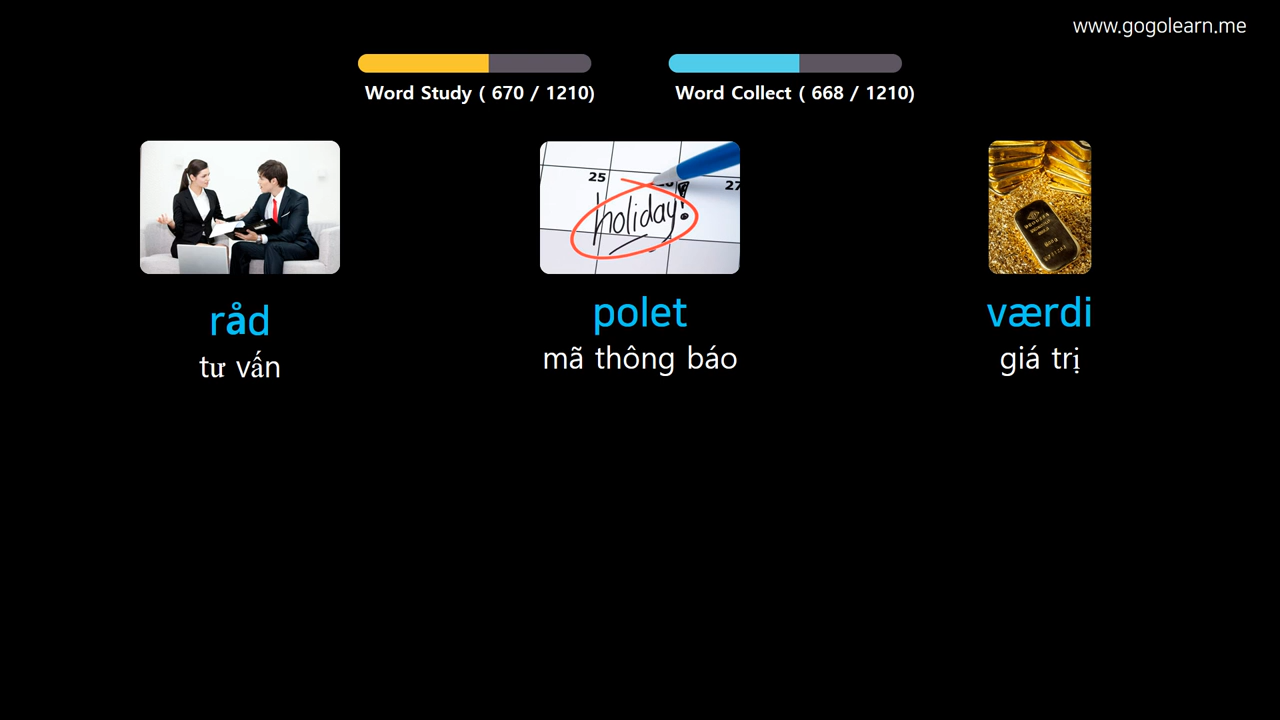 www.gogolearn.me
Word Study ( 670 / 1210)
Word Collect ( 668 / 1210)
25
27
holiday!
råd
polet
værdi
tư vấn
mã thông báo
giá trị